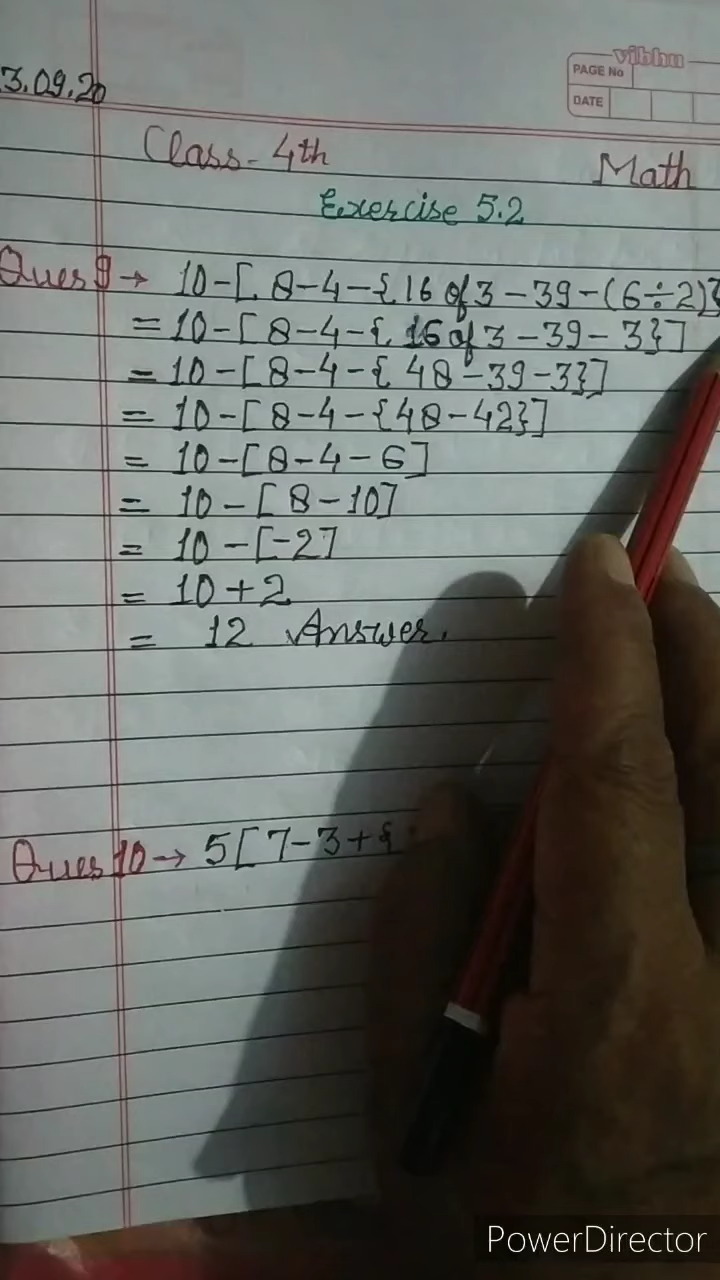 vibhu
PAGE No
DATE
3.09.20
Class-4th Math
Exercise 5.2
Ques 9→ 10-[8-4-{16 of 3-39-(6÷2)}
=10-[8-4-{16 of 3-39-3}]
=10-[8-4-{48-39-3}]
=10-[8-4-{48-42}]
= 10-[8-4-6]
= 10-[8-10]
= 10-[-2]
= 10+2
= 12 Answer.
Ques 10→ 5[7-3+{
PowerDirector